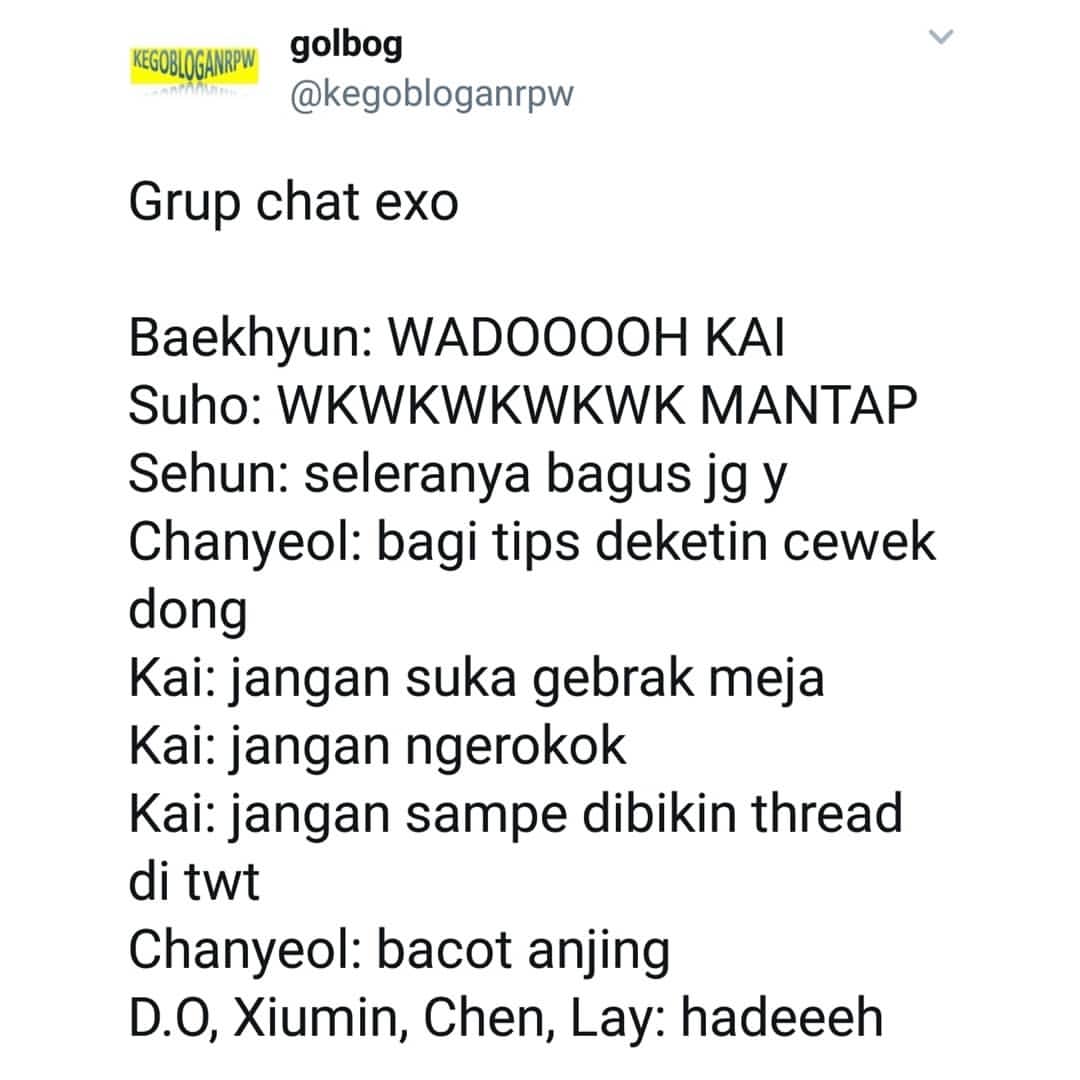 KEGOBLOGANRPW
golbog
@kegobloganrpw
Grup chat exo
Baekhyun: WADOOOOH KAI
Suho: WKWKWKWKWK MANTAP
Sehun: seleranya bagus jg y
Chanyeol: bagi tips deketin cewek
dong
Kai: jangan suka gebrak meja
Kai: jangan ngerokok
Kai: jangan sampe dibikin thread
di twt
Chanyeol: bacot anjing
D.O, Xiumin, Chen, Lay: hadeeeh